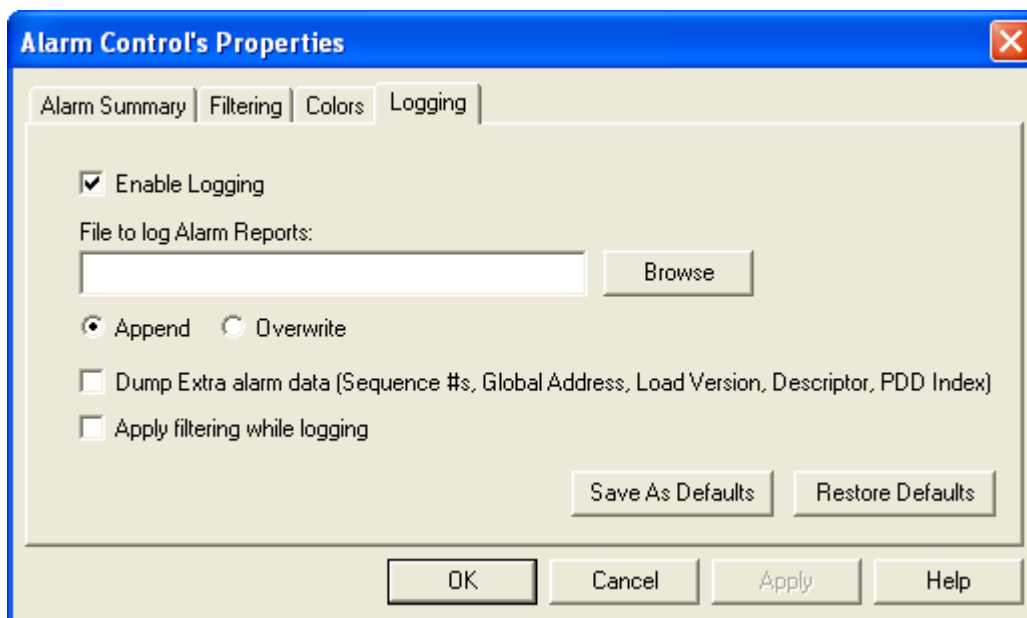 Alarm Control's Properties
Alarm Summary Filtering Colors Logging
Enable Logging
File to log Alarm Reports:
Browse
Append Overwrite
Dump Extra alarm data (Sequence #s, Global Address, Load Version, Descriptor, PDD Index)
Apply filtering while logging
Save As Defaults Restore Defaults
OK Cancel Apply Help